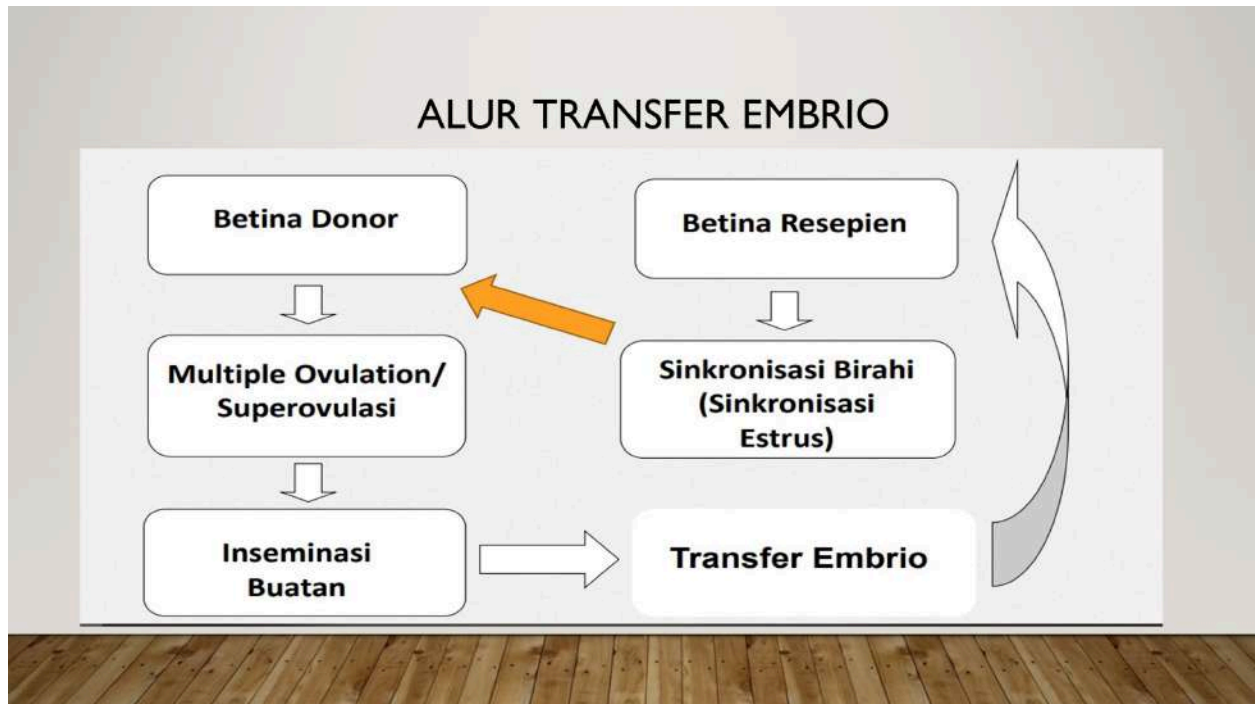 ALUR TRANSFER EMBRIO
Betina Donor
Multiple Ovulation/
Superovulasi
Inseminasi
Buatan
Betina Resepien
Sinkronisasi Birahi
(Sinkronisasi
Estrus)
Transfer Embrio